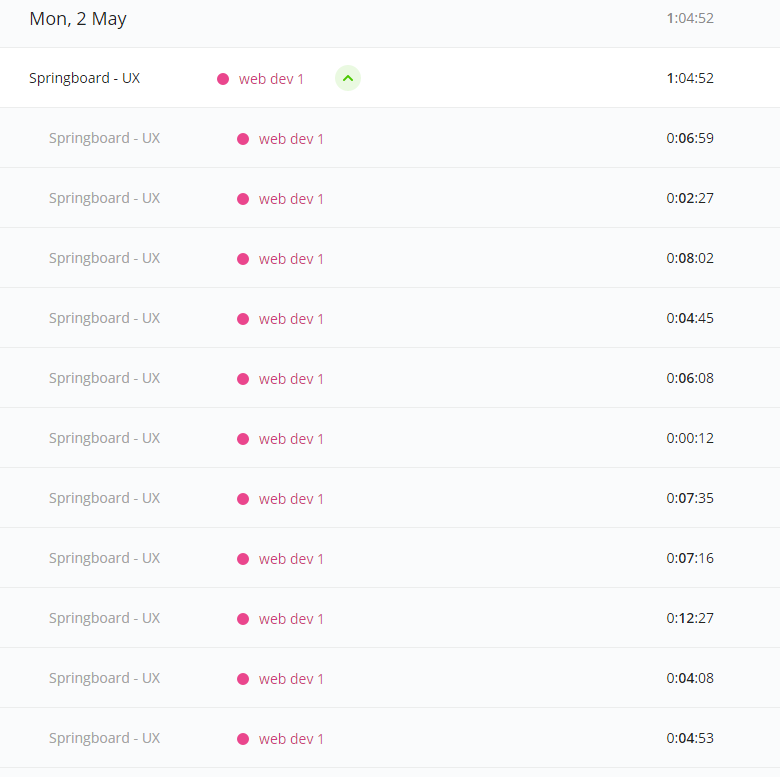 Mon, 2 May 1:04:52
Springboard - UX web dev 1 1:04:52
Springboard - UX web dev 1 0:06:59
Springboard - UX web dev 1 0:02:27
Springboard - UX web dev 1 0:08:02
Springboard - UX web dev 1 0:04:45
Springboard - UX web dev 1 0:06:08
Springboard - UX web dev 1 0:00:12
Springboard - UX web dev 1 0:07:35
Springboard - UX web dev 1 0:07:16
Springboard - UX web dev 1 0:12:27
Springboard - UX web dev 1 0:04:08
Springboard - UX web dev 1 0:04:53